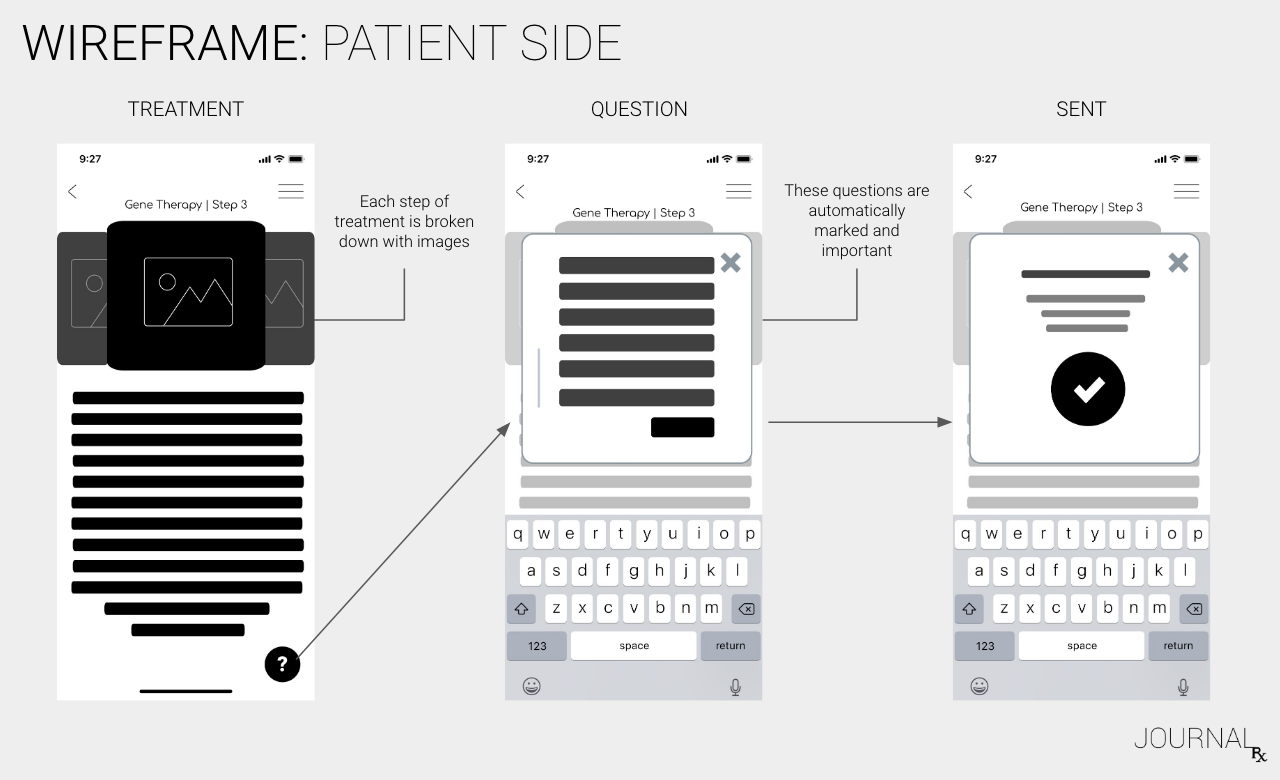 WIREFRAME: PATIENT SIDE
TREATMENT
QUESTION
SENT
9:27
Gene Therapy | Step 3
?
Each step of
treatment is broken
down with images
9:27
Gene Therapy | Step 3
q w e r t y u i o p
a s d f g h j k l
z x c v b n m
123 space return
These questions are
automatically
marked and
important
9:27
Gene Therapy | Step 3
q w e r t y u i o p
a s d f g h j k l
z x c v b n m
123 space return
JOURNAL
Rx